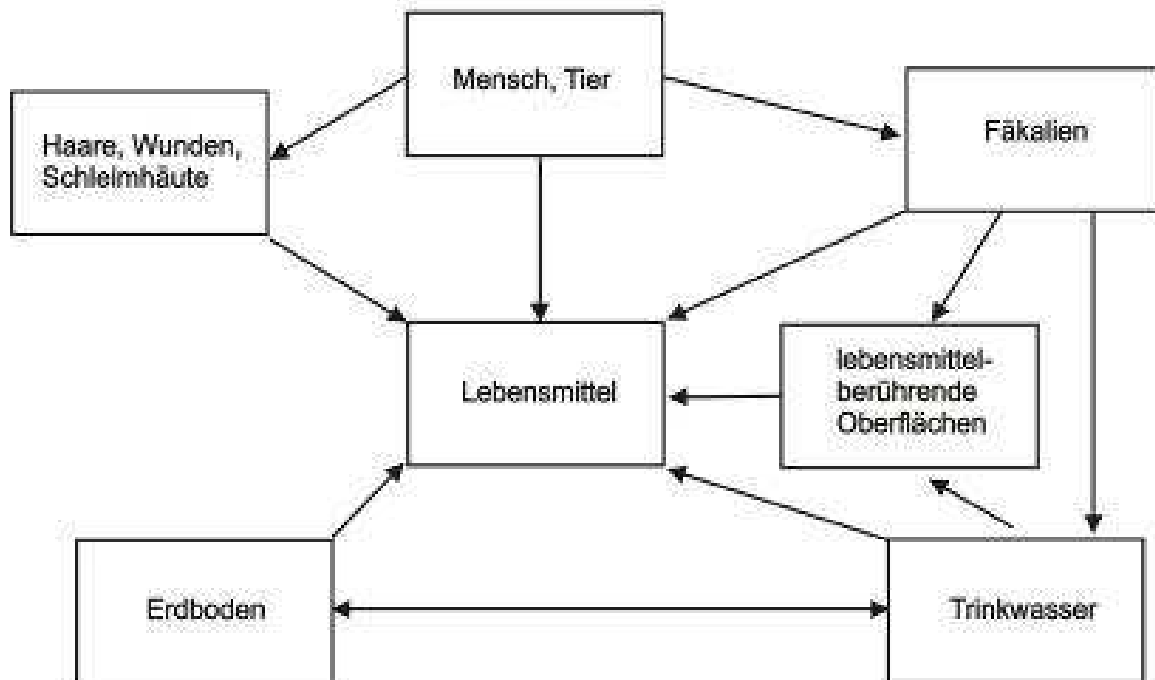 Mensch, Tier
Fäkalien
Haare, Wunden,
Schleimhäute
Lebensmittel
lebensmittel-
berührende
Oberflächen
Erdboden
Trinkwasser